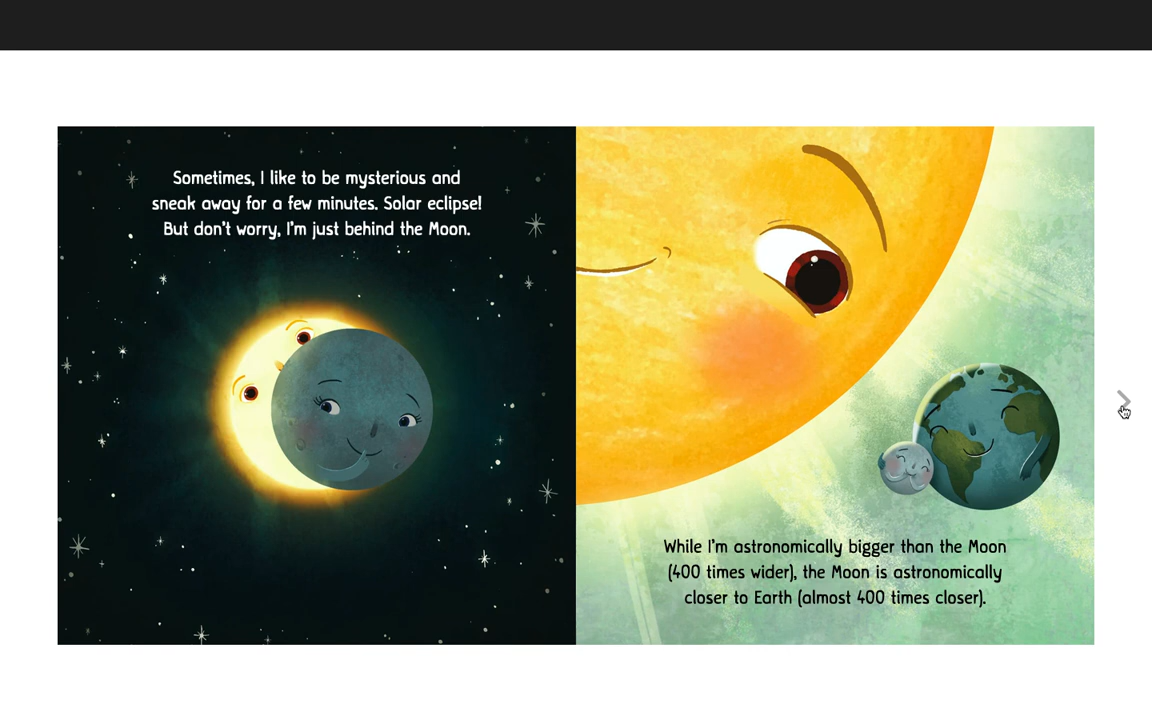 Sometimes, I like to be mysterious and
sneak away for a few minutes. Solar eclipse!
But don't worry, I'm just behind the Moon.
While I'm astronomically bigger than the Moon
(400 times wider), the Moon is astronomically
closer to Earth (almost 400 times closer).